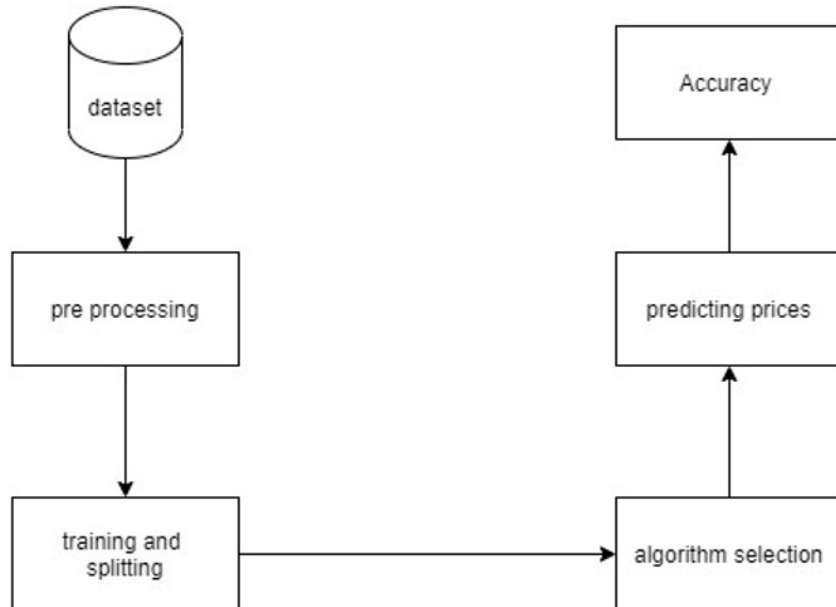 dataset
pre processing
training and
splitting
algorithm selection
predicting prices
Accuracy